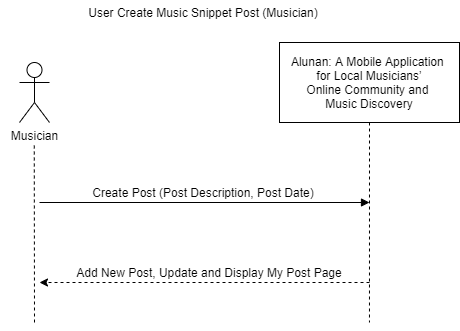 User Create Music Snippet Post (Musician)
Alunan: A Mobile Application
for Local Musicians'
Online Community and
Music Discovery
Musician
Create Post (Post Description, Post Date)
Add New Post, Update and Display My Post Page